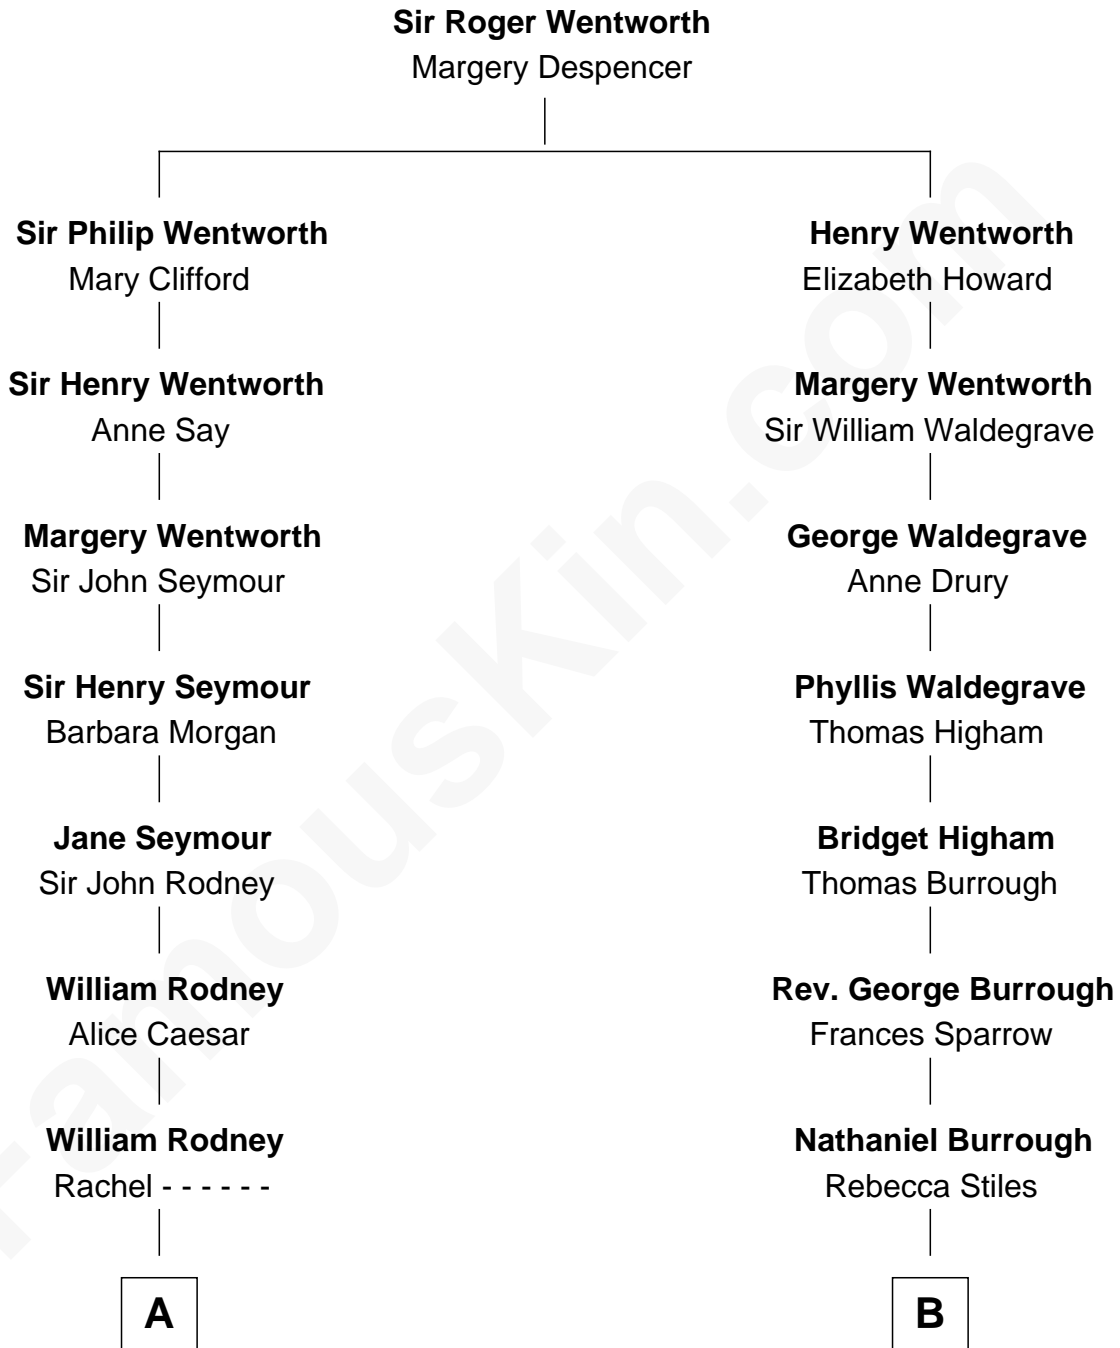 Sir Roger Wentworth
Margery Despencer
Sir Philip Wentworth
Mary Clifford
Henry Wentworth
Elizabeth Howard
Sir Henry Wentworth
Anne Say
Margery Wentworth
Sir William Waldegrave
Margery Wentworth
Sir John Seymour
George Waldegrave
Anne Drury
Sir Henry Seymour
Barbara Morgan
Phyllis Waldegrave
Thomas Higham
Jane Seymour
Sir John Rodney
Bridget Higham
Thomas Burrough
William Rodney
Alice Caesar
Rev. George Burrough
Frances Sparrow
William Rodney
Rachel - - - - - -
Nathaniel Burrough
Rebecca Stiles
A
B
FamousKin.com